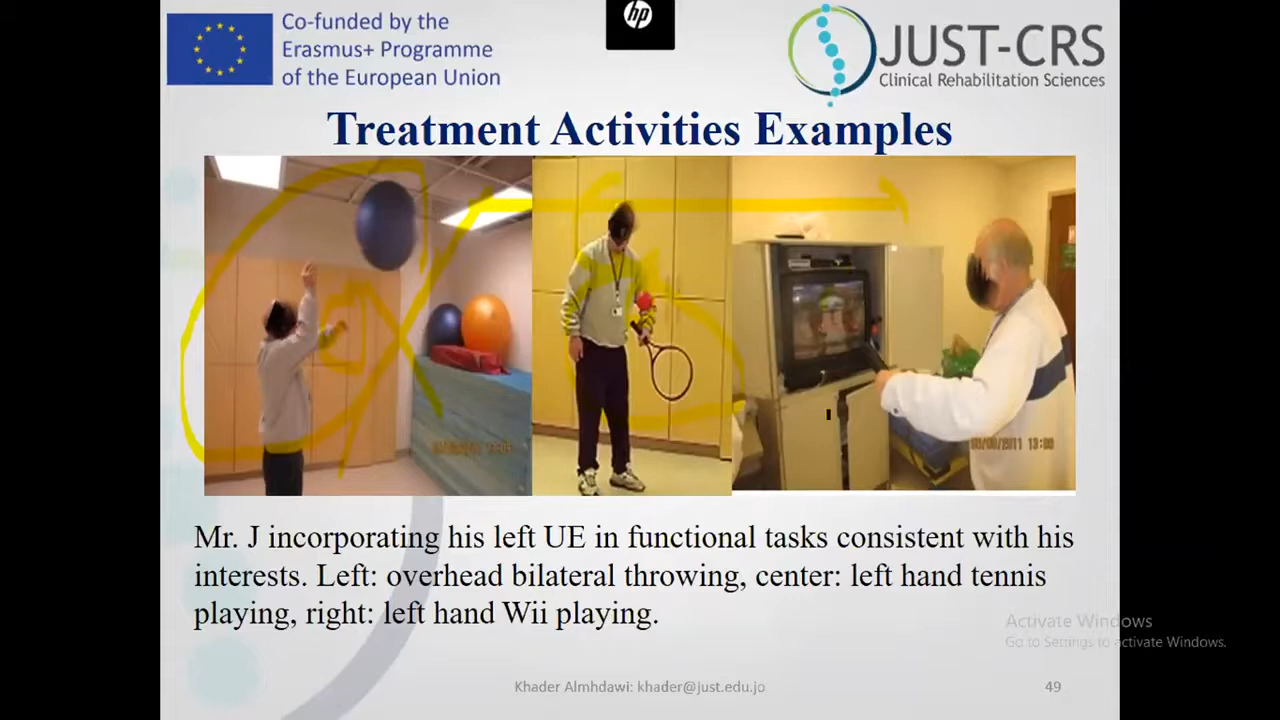 Co-funded by the
Erasmus+ Programme
of the European Union
hp
JUST-CRS
Clinical Rehabilitation Sciences
Treatment Activities Examples
Mr. J incorporating his left UE in functional tasks consistent with his
interests. Left: overhead bilateral throwing, center: left hand tennis
playing, right: left hand Wii playing.
Activate Windows
Go to Settings to activate Windows.
Khader Almhdawi: khader@just.edu.jo
49